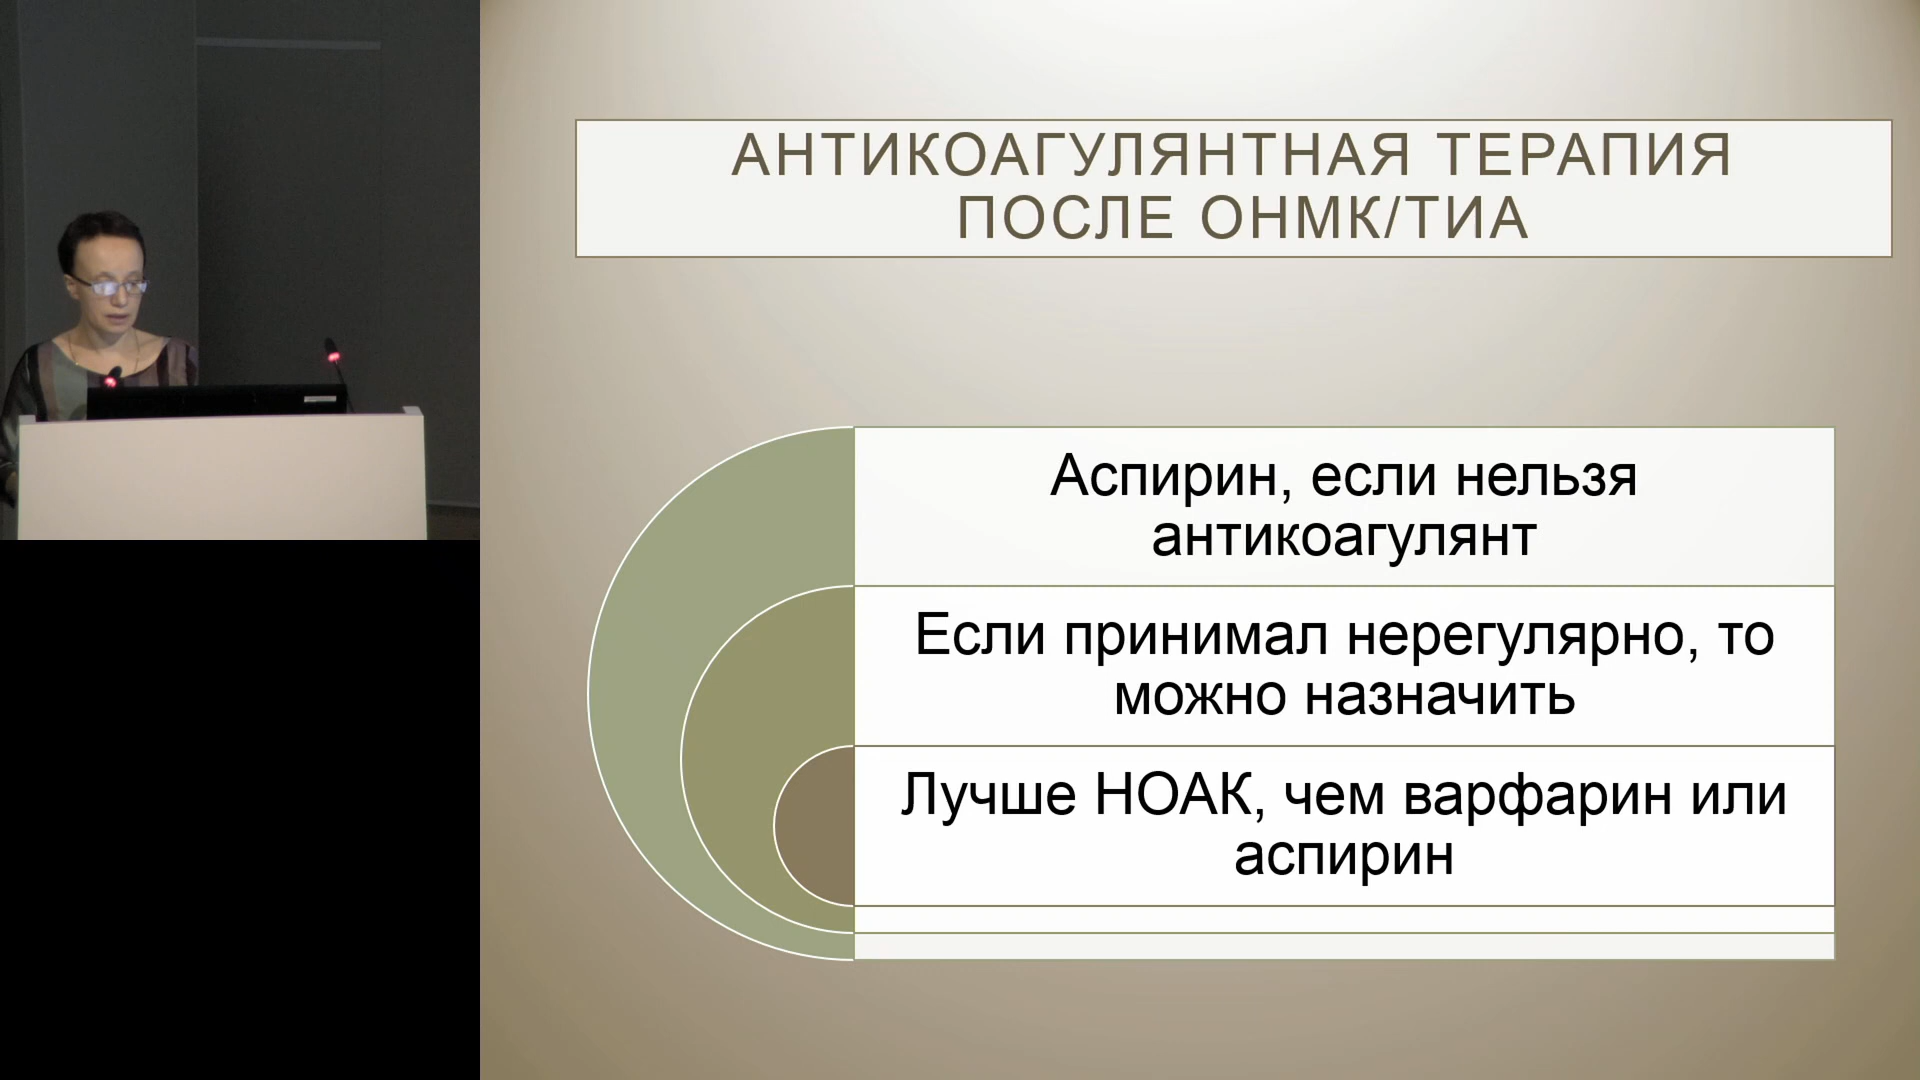 АНТИКОАГУЛЯНТНАЯ ТЕРАПИЯ
ПОСЛЕ ОНМК/ТИА
Аспирин, если нельзя
антикоагулянт
Если принимал нерегулярно, то
можно назначить
Лучше НОАК, чем варфарин или
аспирин